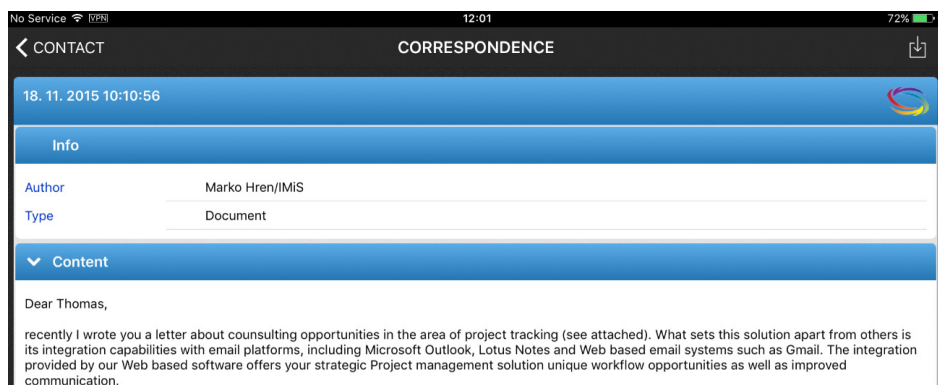 No Service VPN 12:01 72%
CONTACT CORRESPONDENCE
18. 11. 2015 10:10:56
Info
Author Marko Hren/IMiS
Type Document
Content
Dear Thomas,
recently I wrote you a letter about counsulting opportunities in the area of project tracking (see attached). What sets this solution apart from others is
its integration capabilities with email platforms, including Microsoft Outlook, Lotus Notes and Web based email systems such as Gmail. The integration
provided by our Web based software offers your strategic Project management solution unique workflow opportunities as well as improved
communication.